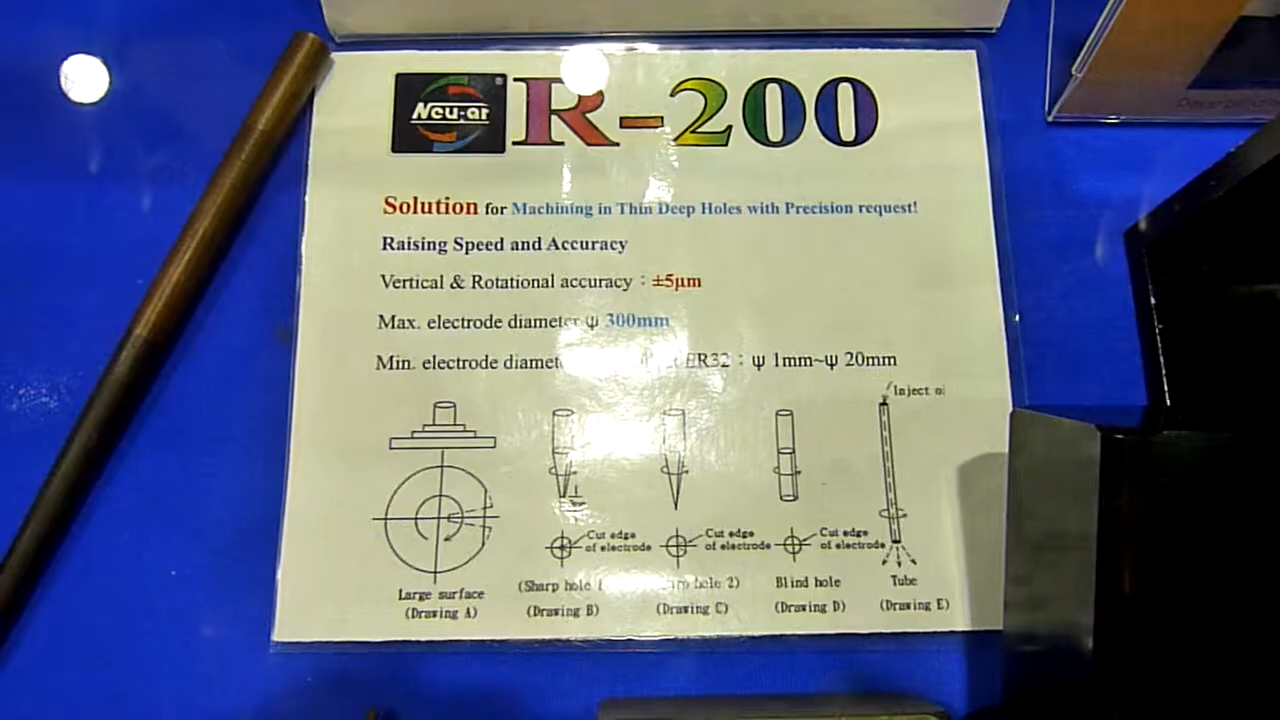 Neu-ar ® R-200
Solution for Machining in Thin Deep Holes with Precision request!
Raising Speed and Accuracy
Vertical & Rotational accuracy : ±5μm
Max. electrode diameter ψ 300mm
Min. electrode ER32 : ψ 1mm~ψ 20mm
Inject
Cut edge of electrode
Cut edge of electrode
Cut edge of electrode
Large surface
(Drawing A)
(Sharp hole
(Drawing B)
hole 2)
(Drawing C)
Blind hole
(Drawing D)
Tube
(Drawing E)